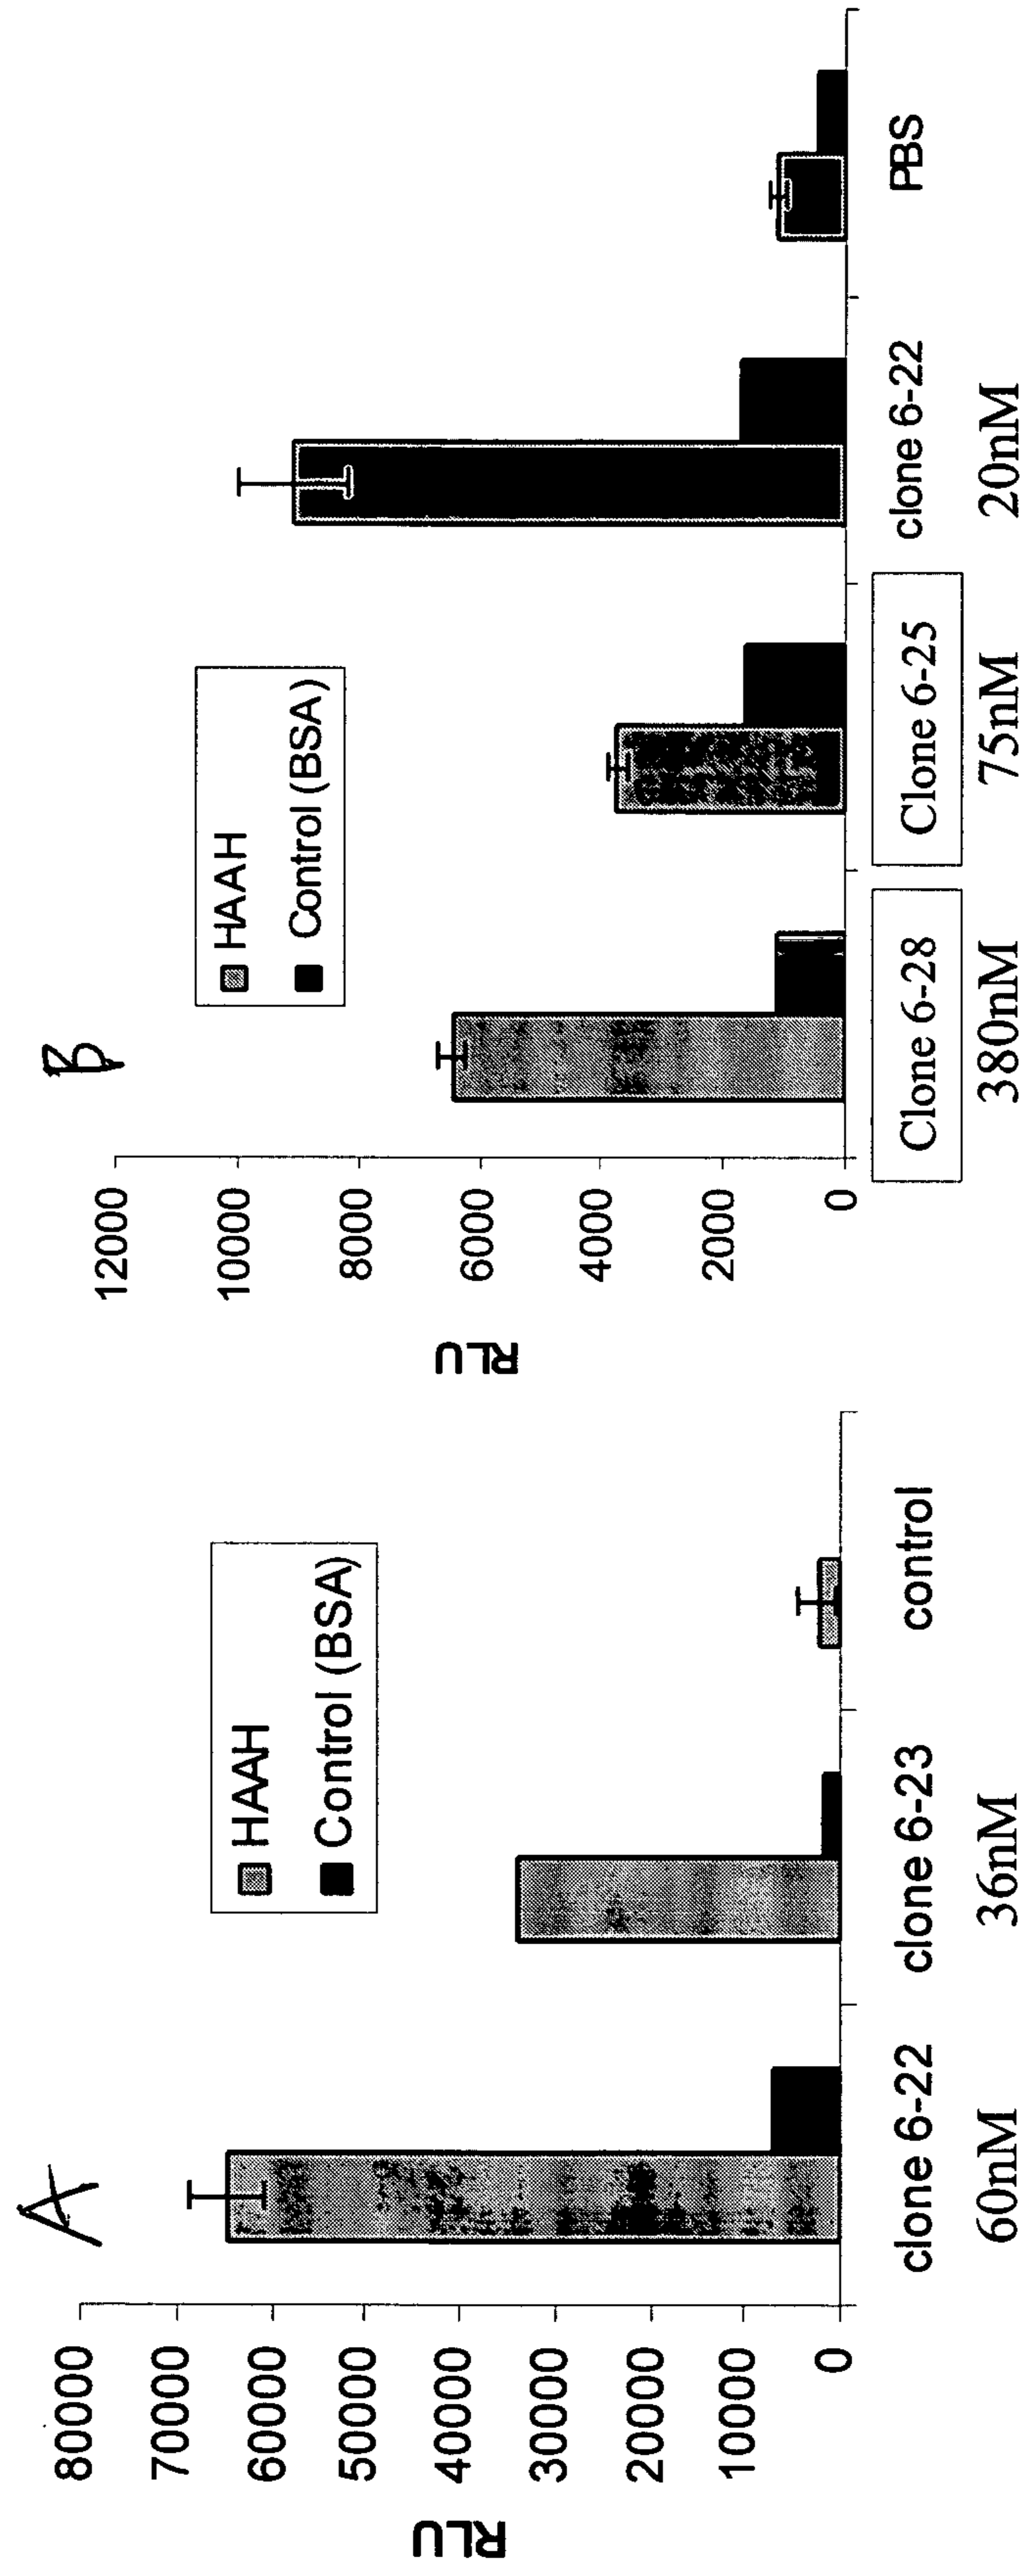 A
RLU
80000
70000
60000
50000
40000
30000
20000
10000
0
HAAH
Control (BSA)
clone 6-22
clone 6-23
control
60nM
36nM
B
RLU
12000
10000
8000
6000
4000
2000
0
HAAH
Control (BSA)
Clone 6-28
Clone 6-25
clone 6-22
PBS
380nM
75nM
20nM